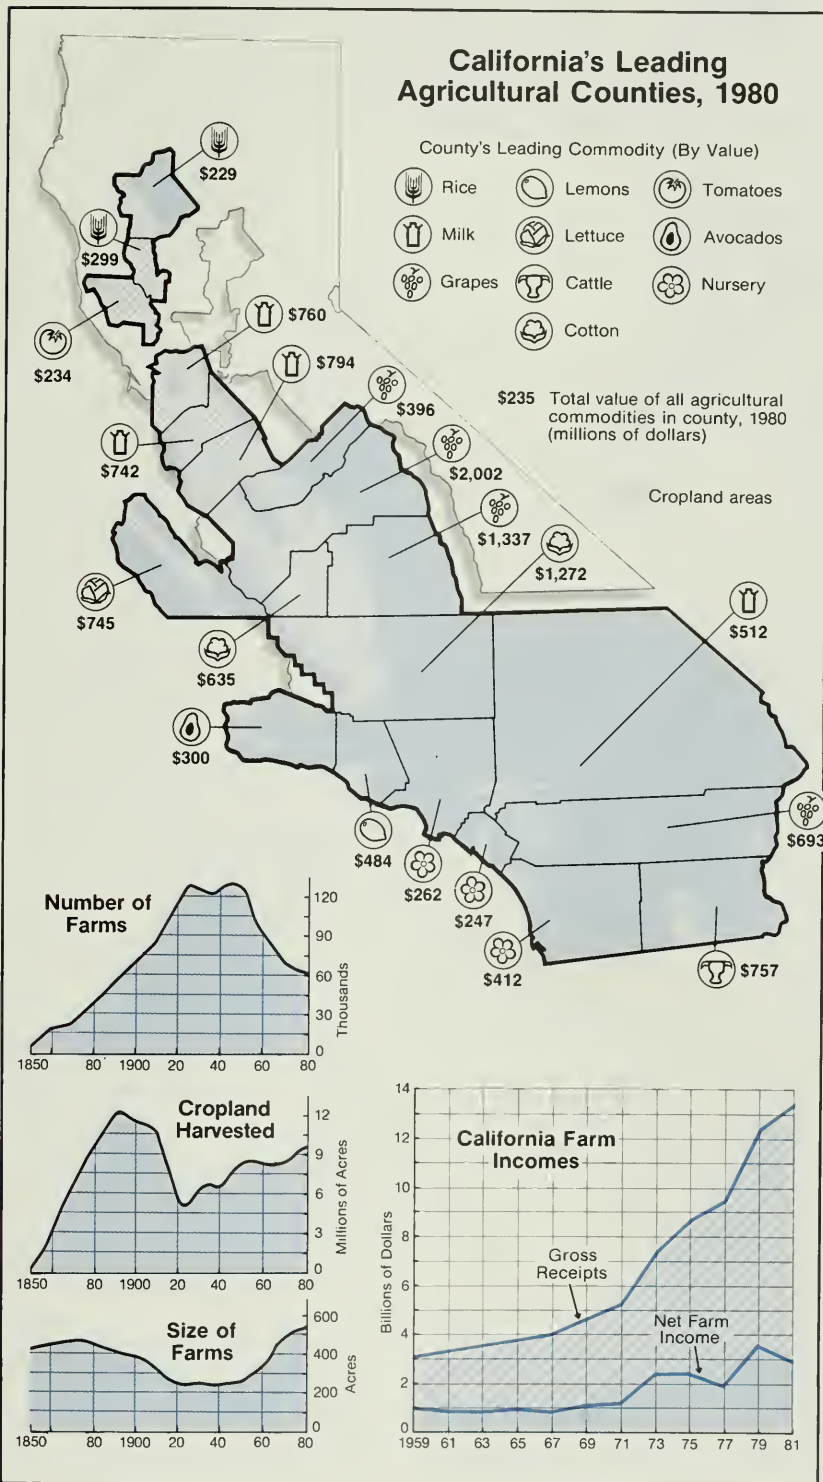 California's Leading
Agricultural Counties, 1980
County's Leading Commodity (By Value)
Rice
Lemons
Tomatoes
Milk
Lettuce
Avocados
Grapes
Cattle
Nursery
Cotton
$235 Total value of all agricultural
commodities in county, 1980
(millions of dollars)
Cropland areas
$229
$299
$234
$760
$794
$742
$396
$2,002
$1,337
$1,272
$745
$635
$512
$300
$484
$262
$247
$412
$693
$757
Number of
Farms
120
90
60
30
0
Thousands
1850 80 1900 20 40 60 80
Cropland
Harvested
12
9
6
3
0
Millions of Acres
1850 80 1900 20 40 60 80
Size of
Farms
600
400
200
0
Acres
1850 80 1900 20 40 60 80
California Farm
Incomes
14
12
10
8
6
4
2
0
Billions of Dollars
Gross
Receipts
Net Farm
Income
1959 61 63 65 67 69 71 73 75 77 79 81